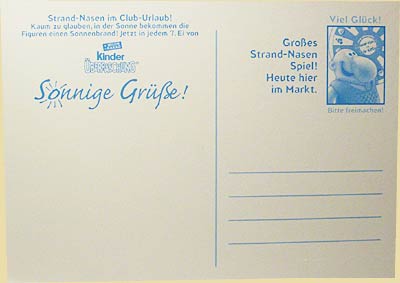 Strand-Nasen im Club-Urlaub!
Kaum zu glauben, in der Sonne bekommen die
Figuren einen Sonnenbrand! Jetzt in jedem 7. Ei von
kinder
ÜBERRASCHUNG
Sonnige Grüße!
Viel Glück!
Großes
Strand-Nasen
Spiel!
Heute hier
im Markt.
Bitte freimachen!